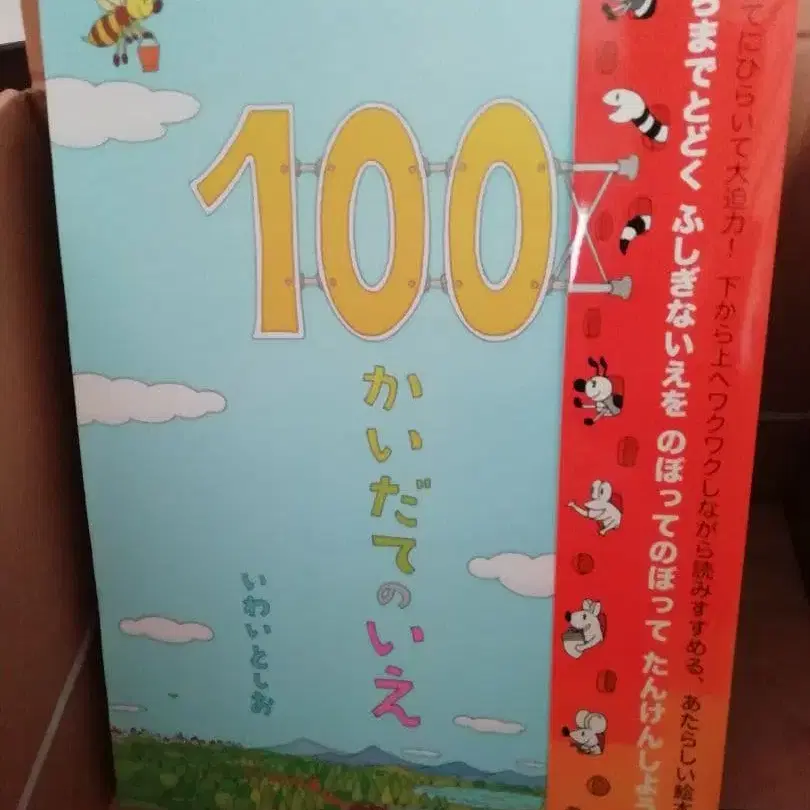 100
かいだてのいえ
いわいとしお
までとどく ふしぎないえを のぼってのぼって たんけんしよう
てにひらいて大迫力！ 下から上へワクワクしながら読みすすめる、あたらしい絵